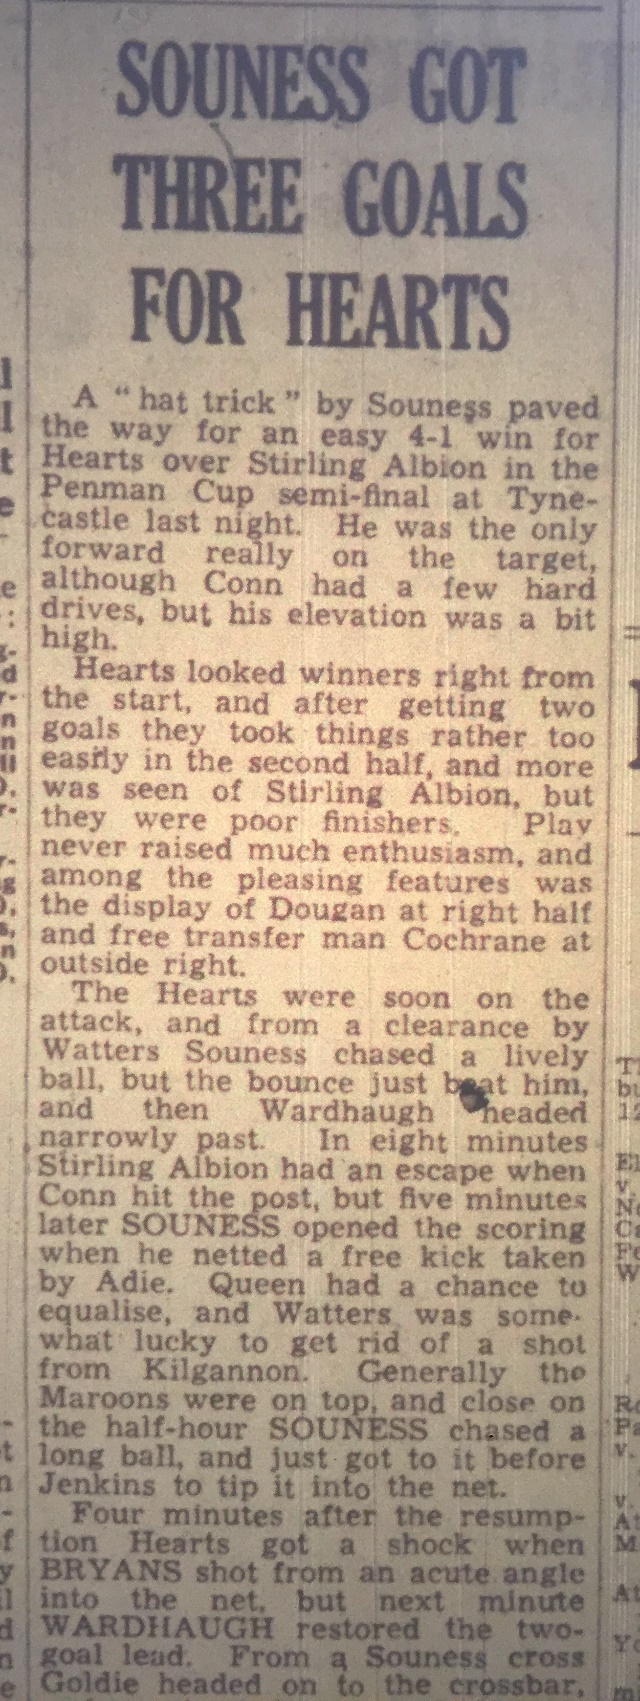 SOUNESS GOT
THREE GOALS
FOR HEARTS
A “hat trick” by Souness paved
the way for an easy 4-1 win for
Hearts over Stirling Albion in the
Penman Cup semi-final at Tyne-
castle last night. He was the only
forward really on the target,
although Conn had a few hard
drives, but his elevation was a bit
high.
Hearts looked winners right from
the start, and after getting two
goals they took things rather too
easily in the second half, and more
was seen of Stirling Albion, but
they were poor finishers. Play
never raised much enthusiasm, and
among the pleasing features was
the display of Dougan at right half
and free transfer man Cochrane at
outside right.
The Hearts were soon on the
attack, and from a clearance by
Watters Souness chased a lively
ball, but the bounce just beat him,
and then Wardhaugh headed
narrowly past. In eight minutes
Stirling Albion had an escape when
Conn hit the post, but five minutes
later SOUNESS opened the scoring
when he netted a free kick taken
by Adie. Queen had a chance to
equalise, and Watters was some-
what lucky to get rid of a shot
from Kilgannon. Generally the
Maroons were on top, and close on
the half-hour SOUNESS chased a
long ball, and just got to it before
Jenkins to tip it into the net.
Four minutes after the resump-
tion Hearts got a shock when
BRYANS shot from an acute angle
into the net, but next minute
WARDHAUGH restored the two-
goal lead. From a Souness cross
Goldie headed on to the crossbar,